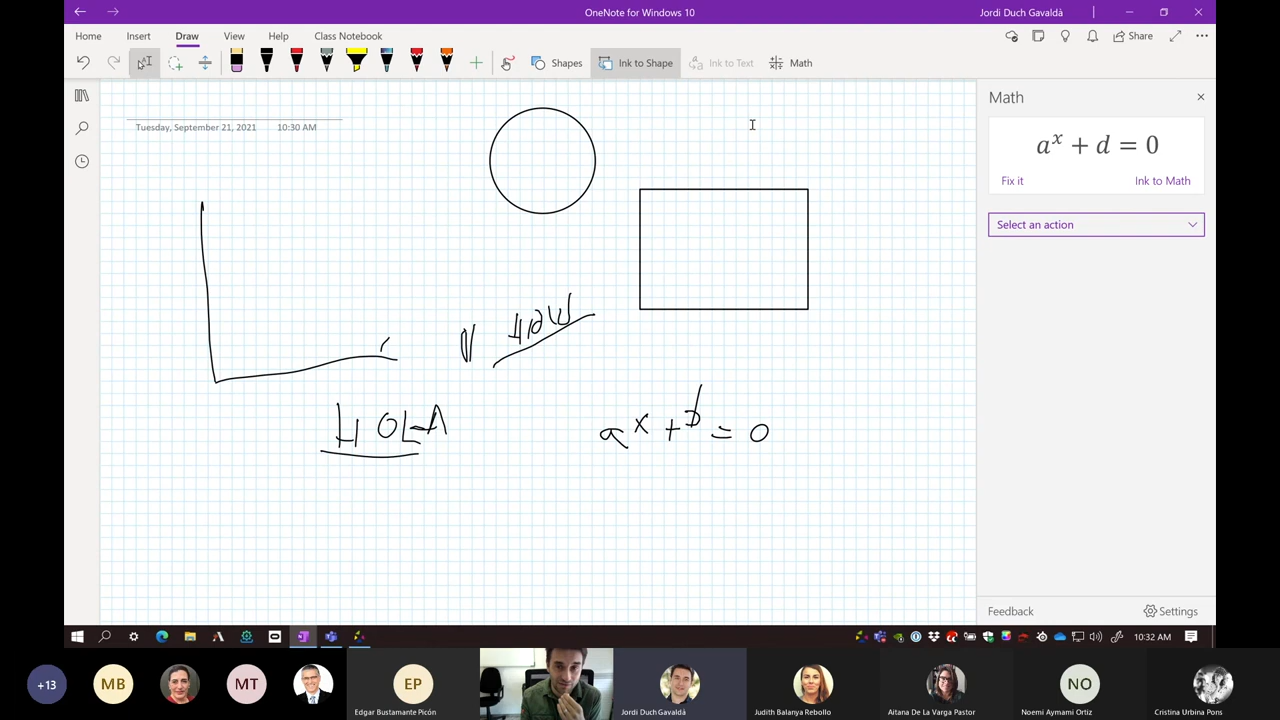 OneNote for Windows 10
Jordi Duch Gavaldà
Home Insert Draw View Help Class Notebook
Share
Shapes Ink to Shape Ink to Text Math
Tuesday, September 21, 2021 10:30 AM
Math
aˣ + d = 0
Fix it Ink to Math
Select an action
HOLA
aˣ + b = 0
Feedback Settings
10:32 AM
+13 MB MT EP NO
Edgar Bustamante Picón Jordi Duch Gavaldà Judith Balanya Rebollo Aitana De La Varga Pastor Noemi Aymami Ortiz Cristina Urbina Pons